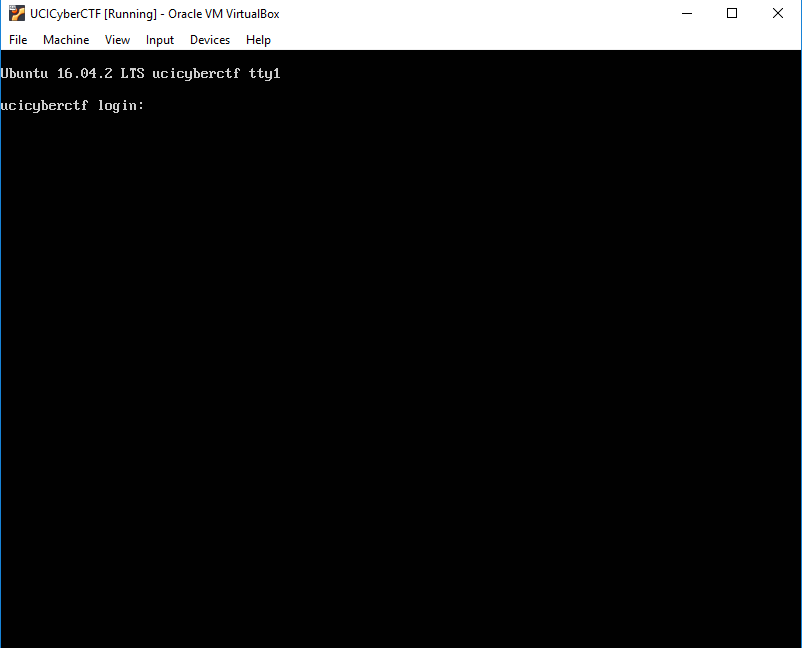 UCICyberCTF [Running] - Oracle VM VirtualBox
File Machine View Input Devices Help
Ubuntu 16.04.2 LTS ucicyberctf tty1
ucicyberctf login: